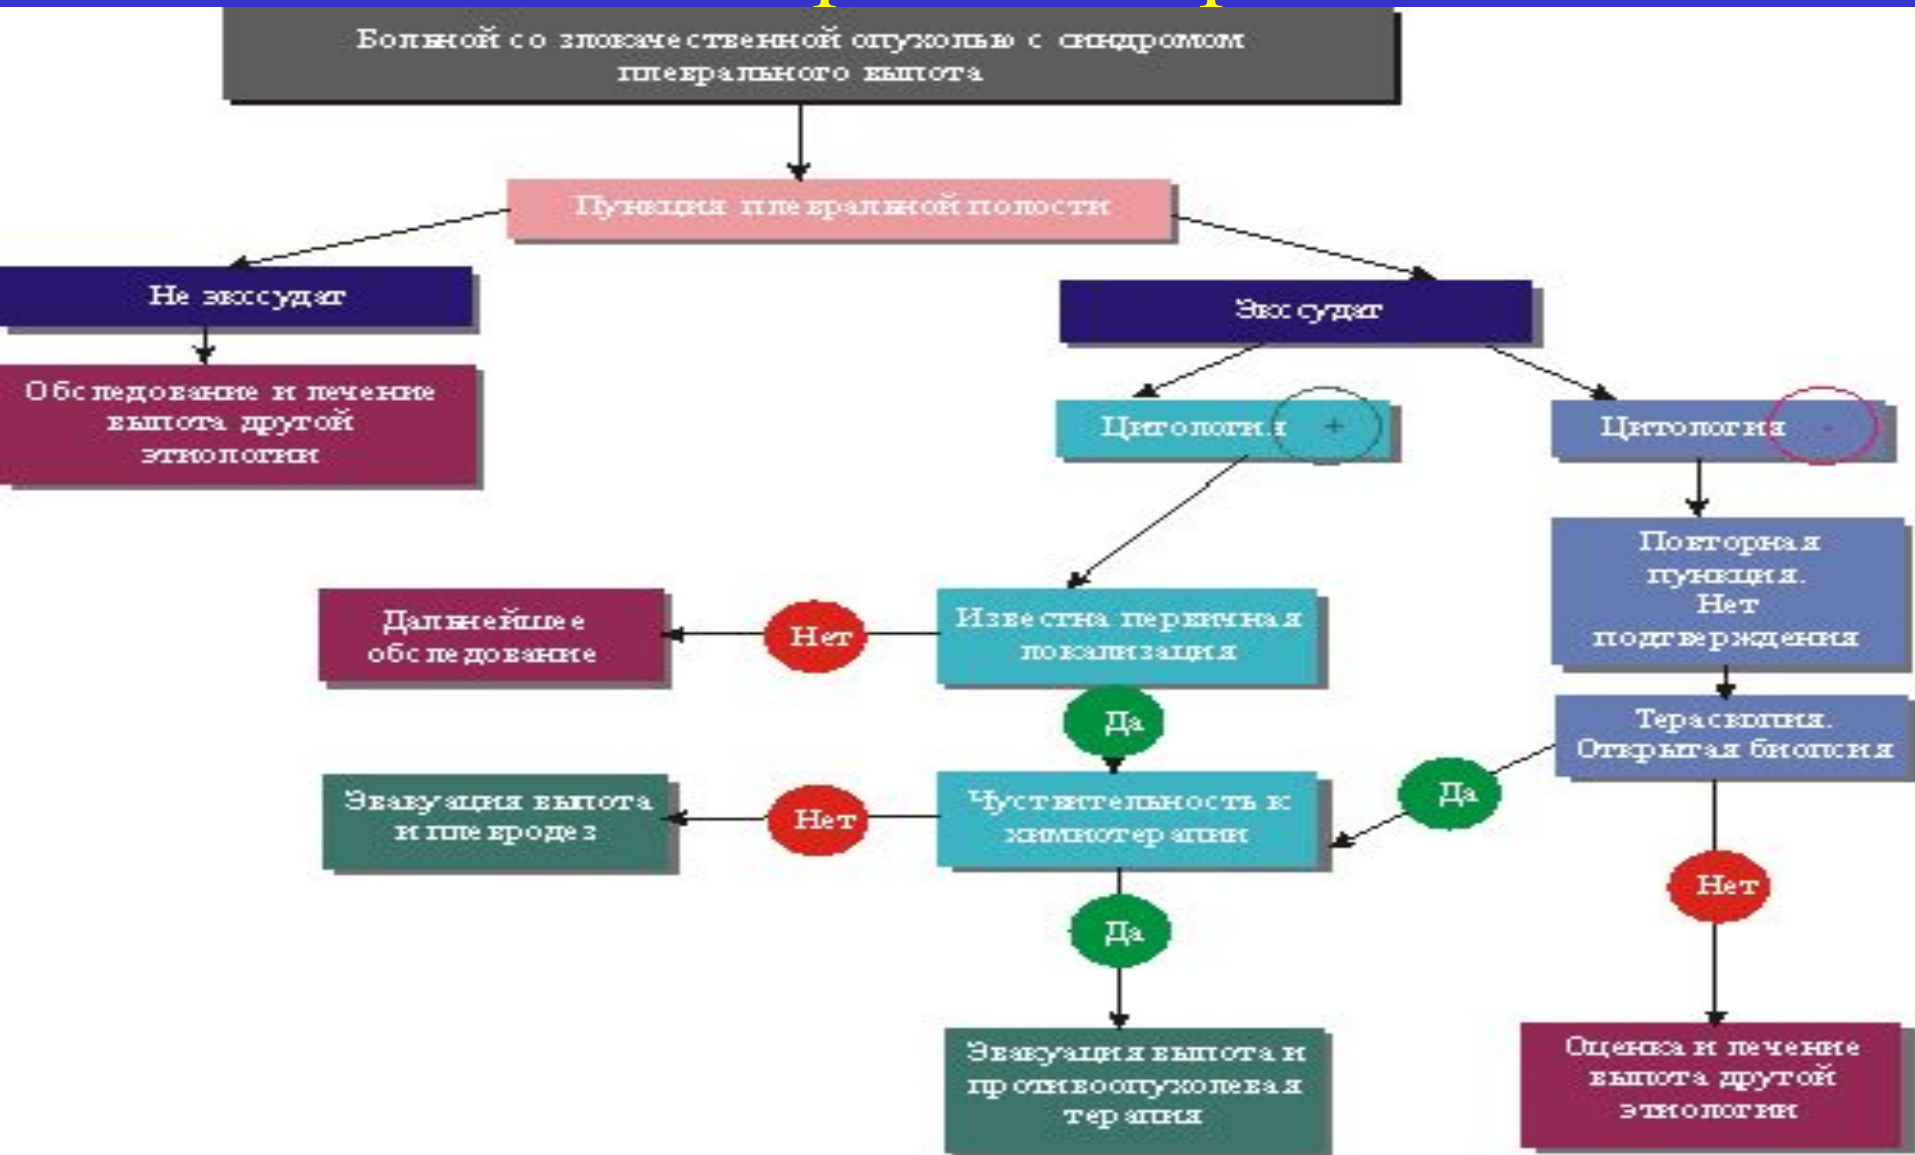 Больной со злокачественной опухолью с синдромом
плеврального выпота
Пункция плевральной полости
Не экссудат
Экссудат
Обследование и лечение
выпота другой
этиологии
Цитология +
Цитология -
Повторная
пункция.
Нет
подтверждения
Дальнейшее
обследование
Нет
Известна первичная
локализация
Да
Тераскопия.
Открытая биопсия
Эвакуация выпота
и плевродез
Нет
Чуствительность к
химиотерапии
Да
Нет
Да
Эвакуация выпота и
противоопухолевая
терапия
Оценка и лечение
выпота другой
этиологии